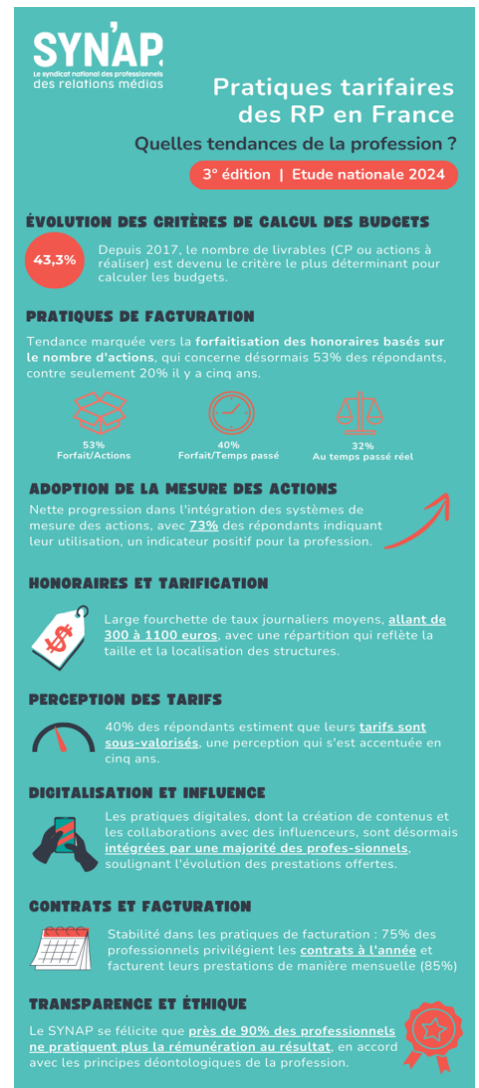 SYN'AP.
Le syndicat national des professionnels
des relations médias
Pratiques tarifaires
des RP en France
Quelles tendances de la profession ?
3° édition | Etude nationale 2024
ÉVOLUTION DES CRITÈRES DE CALCUL DES BUDGETS
43,3%
Depuis 2017, le nombre de livrables (CP ou actions à
réaliser) est devenu le critère le plus déterminant pour
calculer les budgets.
PRATIQUES DE FACTURATION
Tendance marquée vers la forfaitisation des honoraires basés sur
le nombre d'actions, qui concerne désormais 53% des répondants,
contre seulement 20% il y a cinq ans.
53%
Forfait/Actions
40%
Forfait/Temps passé
32%
Au temps passé réel
ADOPTION DE LA MESURE DES ACTIONS
Nette progression dans l'intégration des systèmes de
mesure des actions, avec 73% des répondants indiquant
leur utilisation, un indicateur positif pour la profession.
HONORAIRES ET TARIFICATION
$
Large fourchette de taux journaliers moyens, allant de
300 à 1100 euros, avec une répartition qui reflète la
taille et la localisation des structures.
PERCEPTION DES TARIFS
40% des répondants estiment que leurs tarifs sont
sous-valorisés, une perception qui s'est accentuée en
cinq ans.
DIGITALISATION ET INFLUENCE
Les pratiques digitales, dont la création de contenus et
les collaborations avec des influenceurs, sont désormais
intégrées par une majorité des profes-sionnels,
soulignant l'évolution des prestations offertes.
CONTRATS ET FACTURATION
Stabilité dans les pratiques de facturation : 75% des
professionnels privilégient les contrats à l'année et
facturent leurs prestations de manière mensuelle (85%)
TRANSPARENCE ET ÉTHIQUE
Le SYNAP se félicite que près de 90% des professionnels
ne pratiquent plus la rémunération au résultat, en accord
avec les principes déontologiques de la profession.